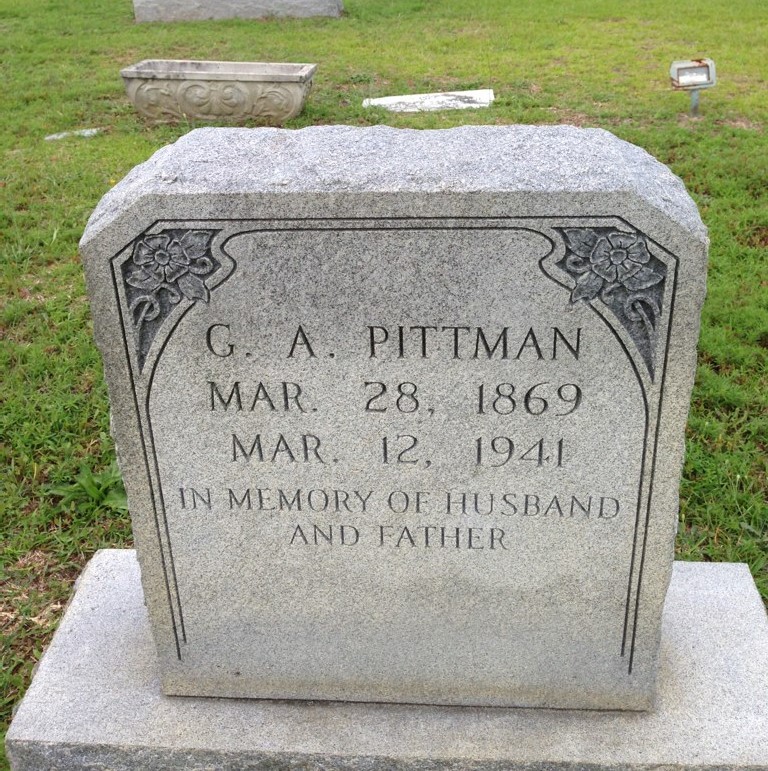 G. A. PITTMAN
MAR. 28, 1869
MAR. 12, 1941
IN MEMORY OF HUSBAND
AND FATHER